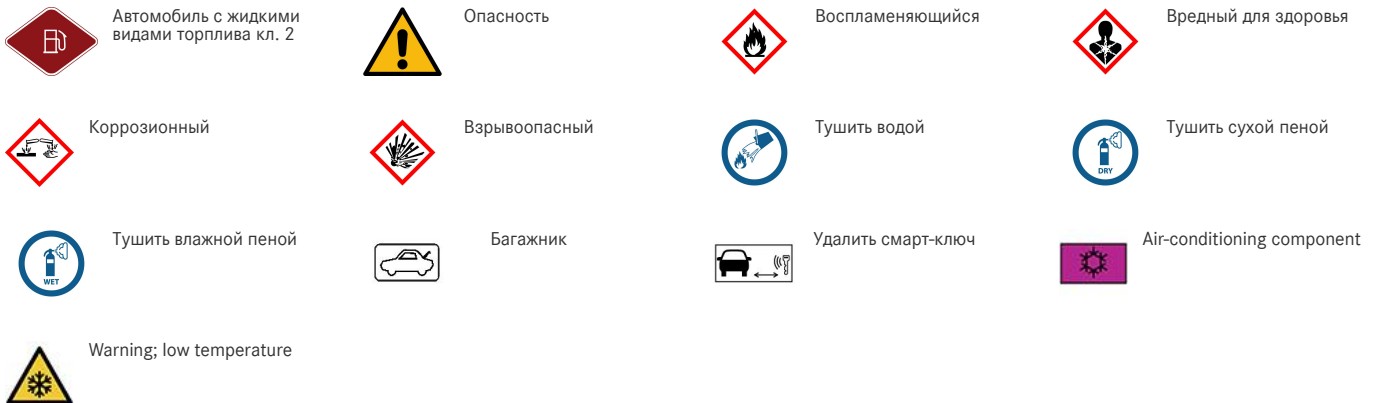 Автомобиль с жидкими
видами торплива кл. 2
Опасность
Воспламеняющийся
Вредный для здоровья
Коррозионный
Взрывоопасный
Тушить водой
Тушить сухой пеной
DRY
Тушить влажной пеной
WET
Багажник
Удалить смарт-ключ
Air-conditioning component
Warning; low temperature